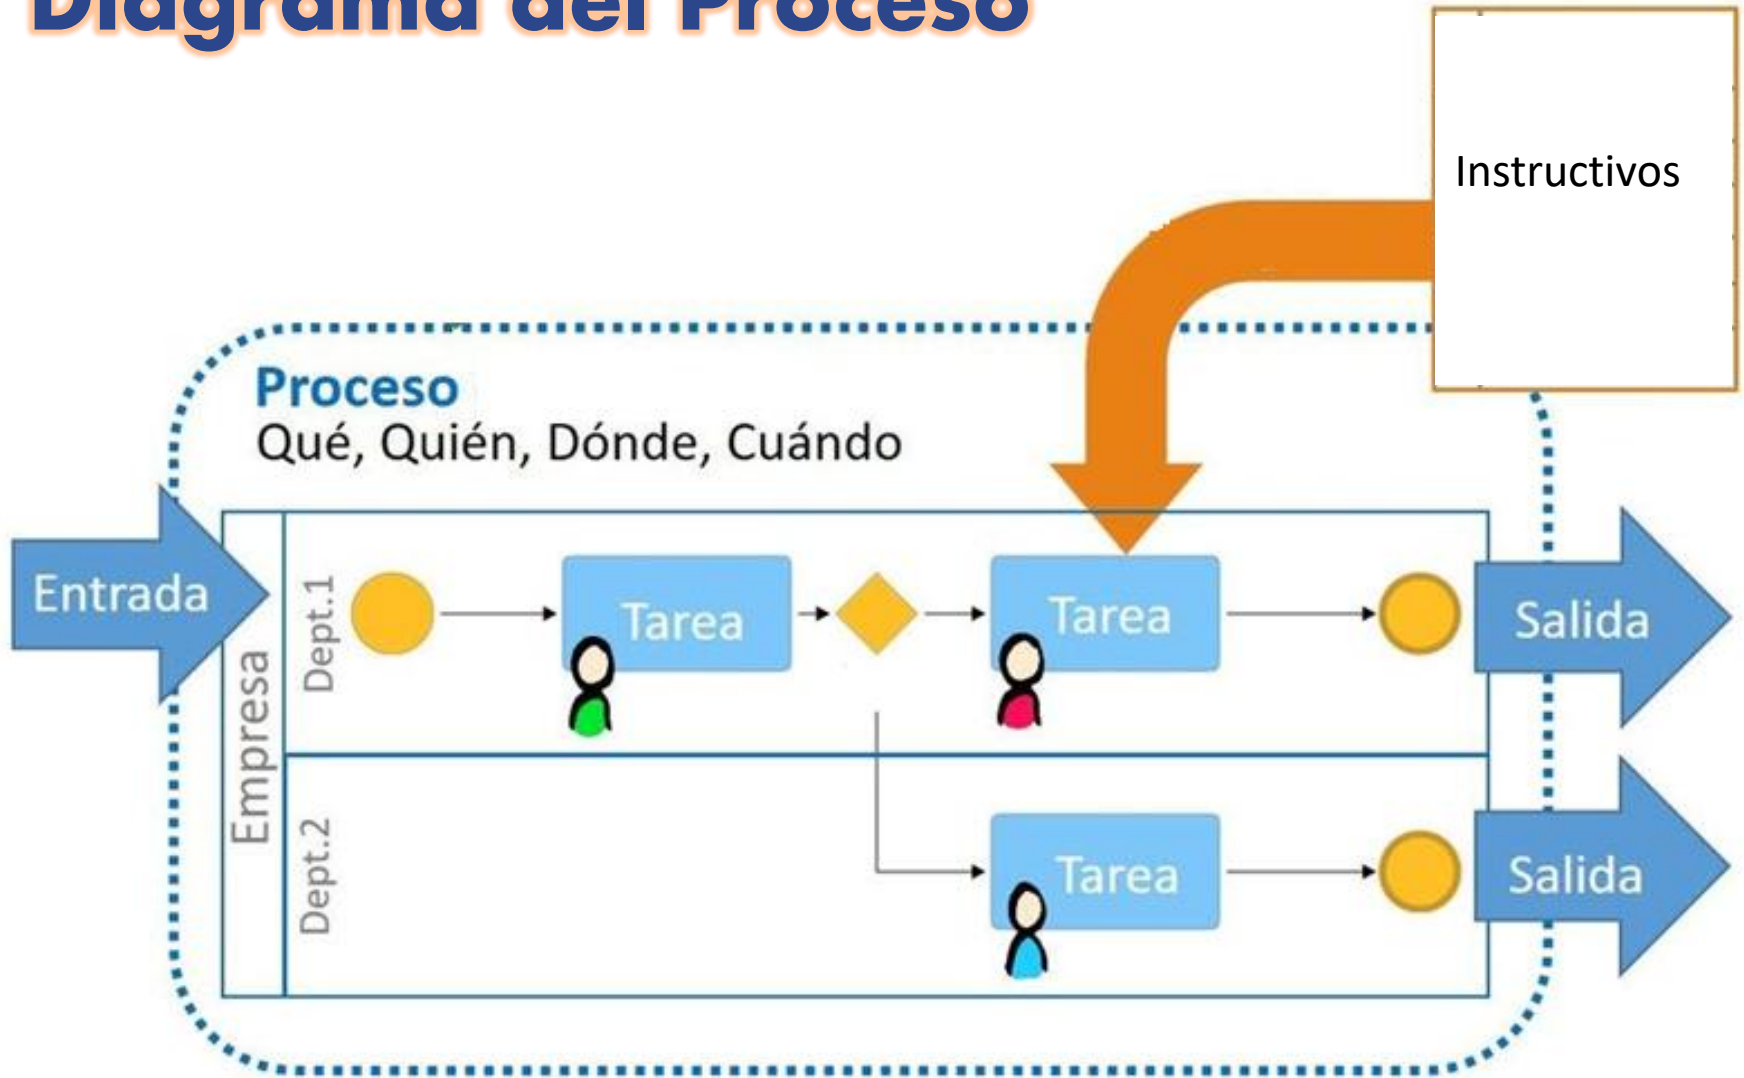 Diagrama del Proceso
Instructivos
Proceso
Qué, Quién, Dónde, Cuándo
Entrada
Empresa
Dept.1
Tarea
Tarea
Salida
Dept.2
Tarea
Salida